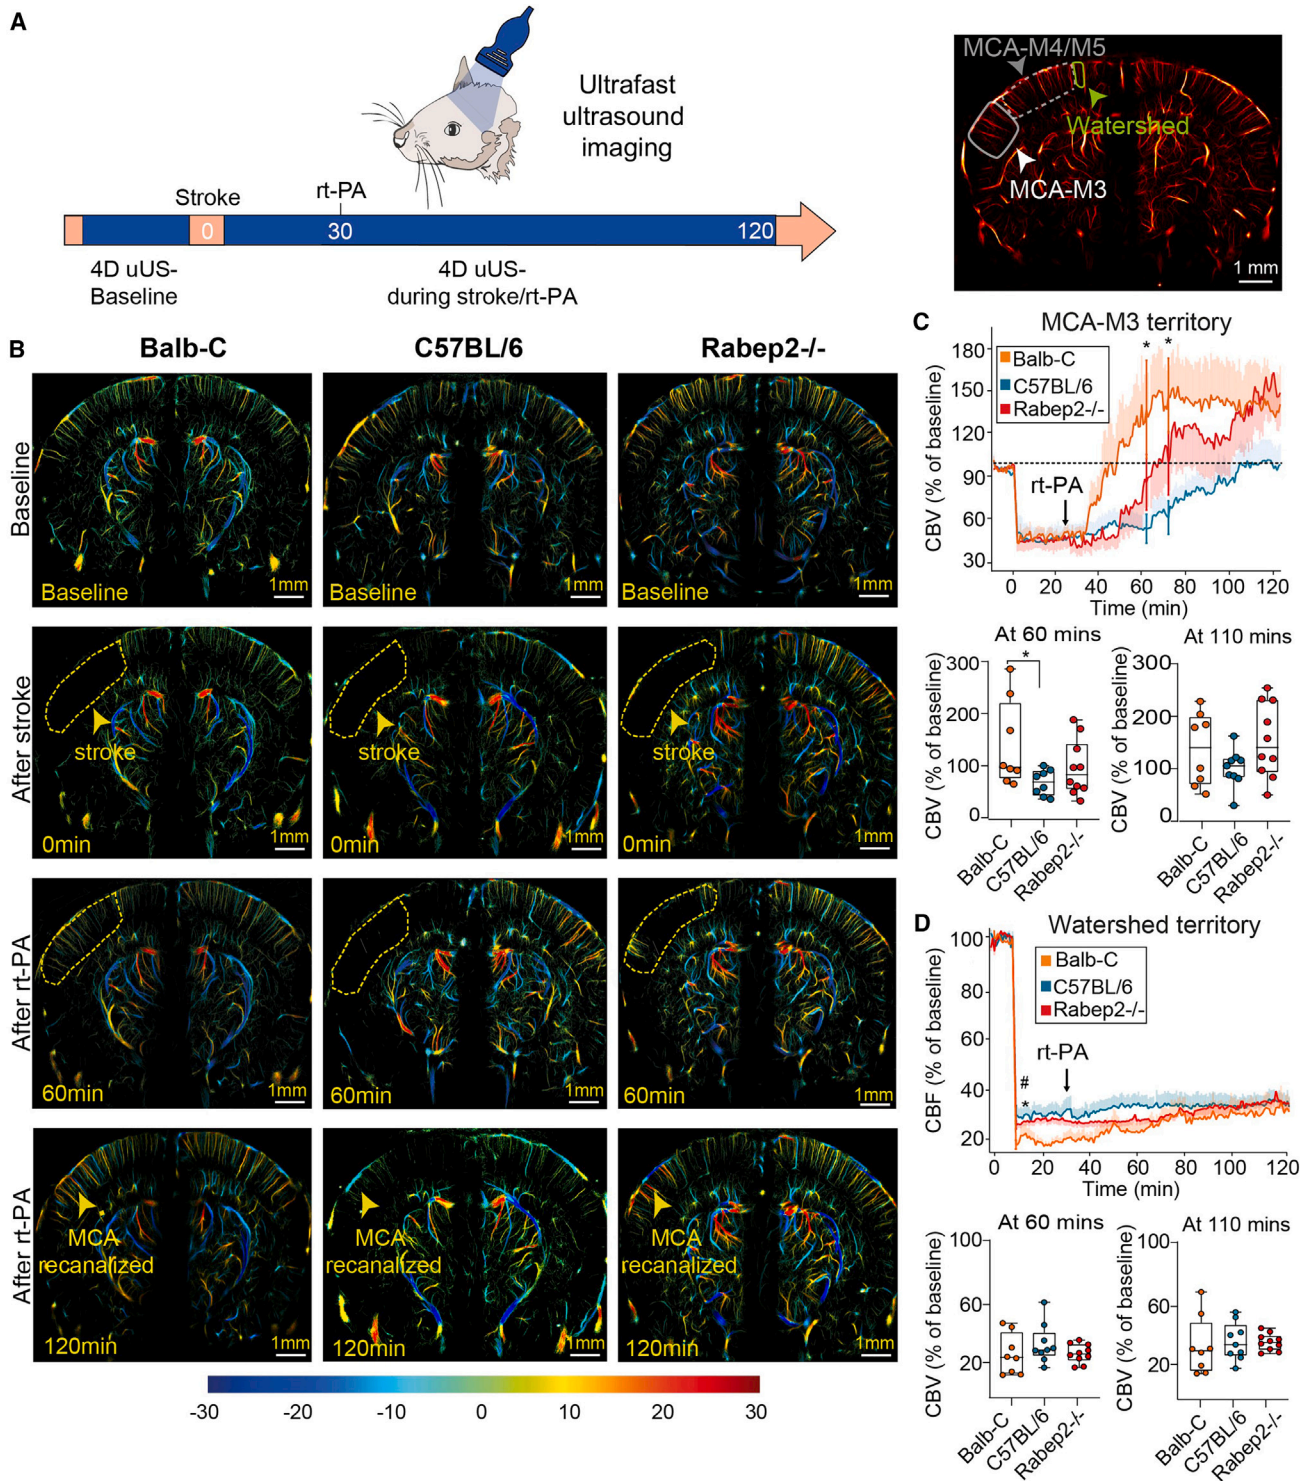 A
Ultrafast
ultrasound
imaging
Stroke
rt-PA
0
30
120
4D uUS-
Baseline
4D uUS-
during stroke/rt-PA
MCA-M4/M5
Watershed
MCA-M3
1 mm
B
Balb-C
C57BL/6
Rabep2-/-
Baseline
Baseline
1mm
Baseline
1mm
Baseline
1mm
After stroke
stroke
0min
1mm
stroke
0min
1mm
stroke
0min
1mm
After rt-PA
60min
1mm
60min
1mm
60min
1mm
After rt-PA
MCA
recanalized
120min
1mm
MCA
recanalized
120min
1mm
MCA
recanalized
120min
1mm
-30
-20
-10
0
10
20
30
C
MCA-M3 territory
CBV (% of baseline)
180
150
120
90
60
30
Balb-C
C57BL/6
Rabep2-/-
* *
rt-PA
0 20 40 60 80 100 120
Time (min)
At 60 mins
CBV (% of baseline)
300
200
100
0
*
Balb-C
C57BL/6
Rabep2-/-
At 110 mins
CBV (% of baseline)
300
200
100
0
Balb-C
C57BL/6
Rabep2-/-
D
Watershed territory
CBF (% of baseline)
100
80
60
40
20
Balb-C
C57BL/6
Rabep2-/-
rt-PA
#
*
0 20 40 60 80 100 120
Time (min)
At 60 mins
CBV (% of baseline)
100
60
20
Balb-C
C57BL/6
Rabep2-/-
At 110 mins
CBV (% of baseline)
100
60
20
Balb-C
C57BL/6
Rabep2-/-